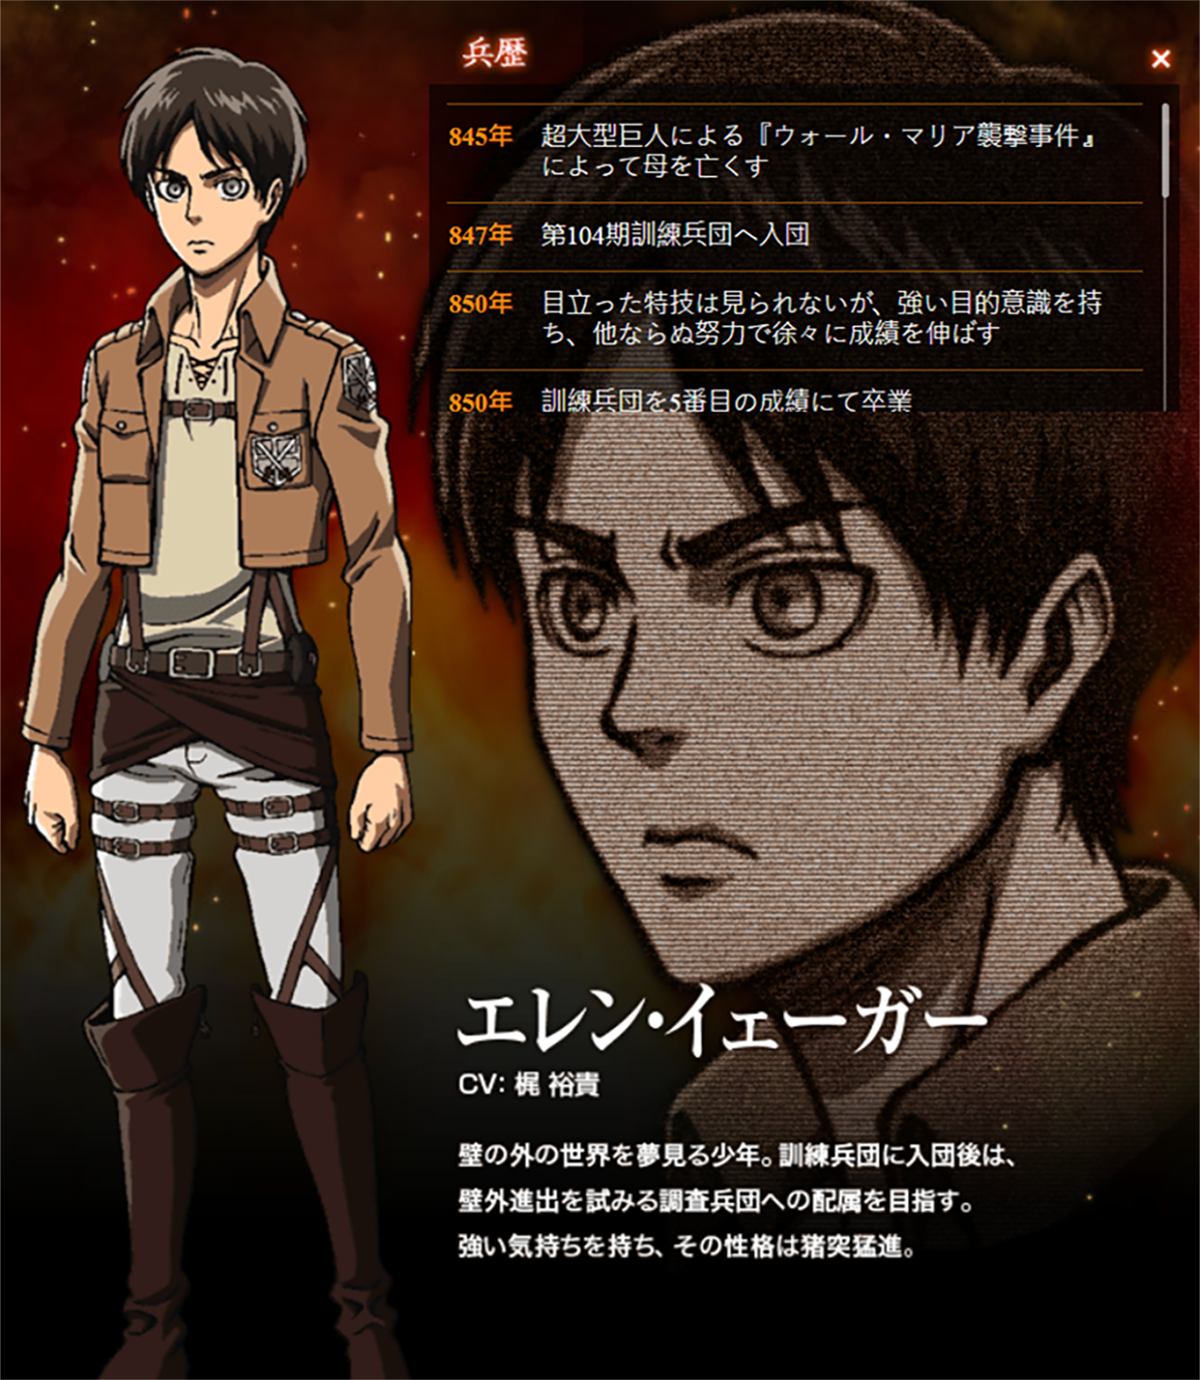 兵歴
845年 超大型巨人による『ウォール・マリア襲撃事件』
によって母を亡くす
847年 第104期訓練兵団へ入団
850年 目立った特技は見られないが、強い目的意識を持
ち、他ならぬ努力で徐々に成績を伸ばす
850年 訓練兵団を5番目の成績にて卒業
エレン・イェーガー
CV: 梶 裕貴
壁の外の世界を夢見る少年。訓練兵団に入団後は、
壁外進出を試みる調査兵団への配属を目指す。
強い気持ちを持ち、その性格は猪突猛進。